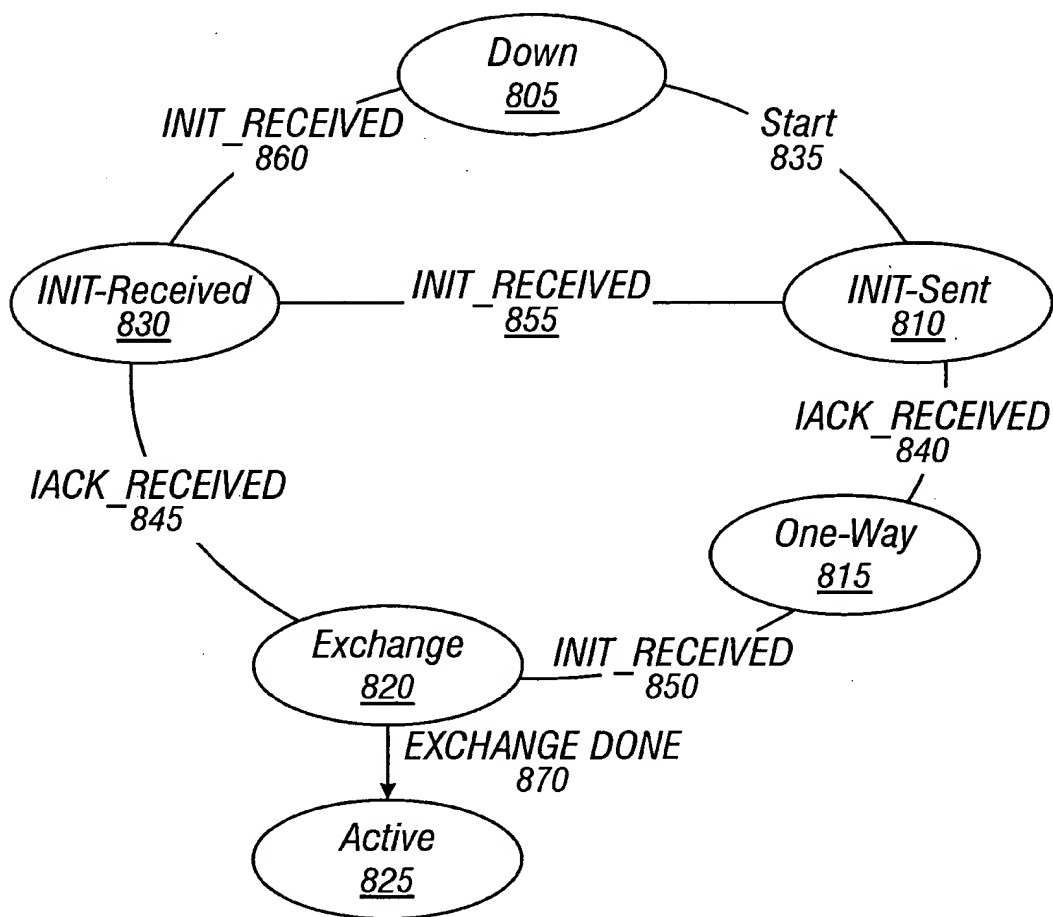 Down
805
INIT_RECEIVED
860
Start
835
INIT-Received
830
INIT_RECEIVED
855
INIT-Sent
810
IACK_RECEIVED
840
IACK_RECEIVED
845
One-Way
815
Exchange
820
INIT_RECEIVED
850
EXCHANGE DONE
870
Active
825